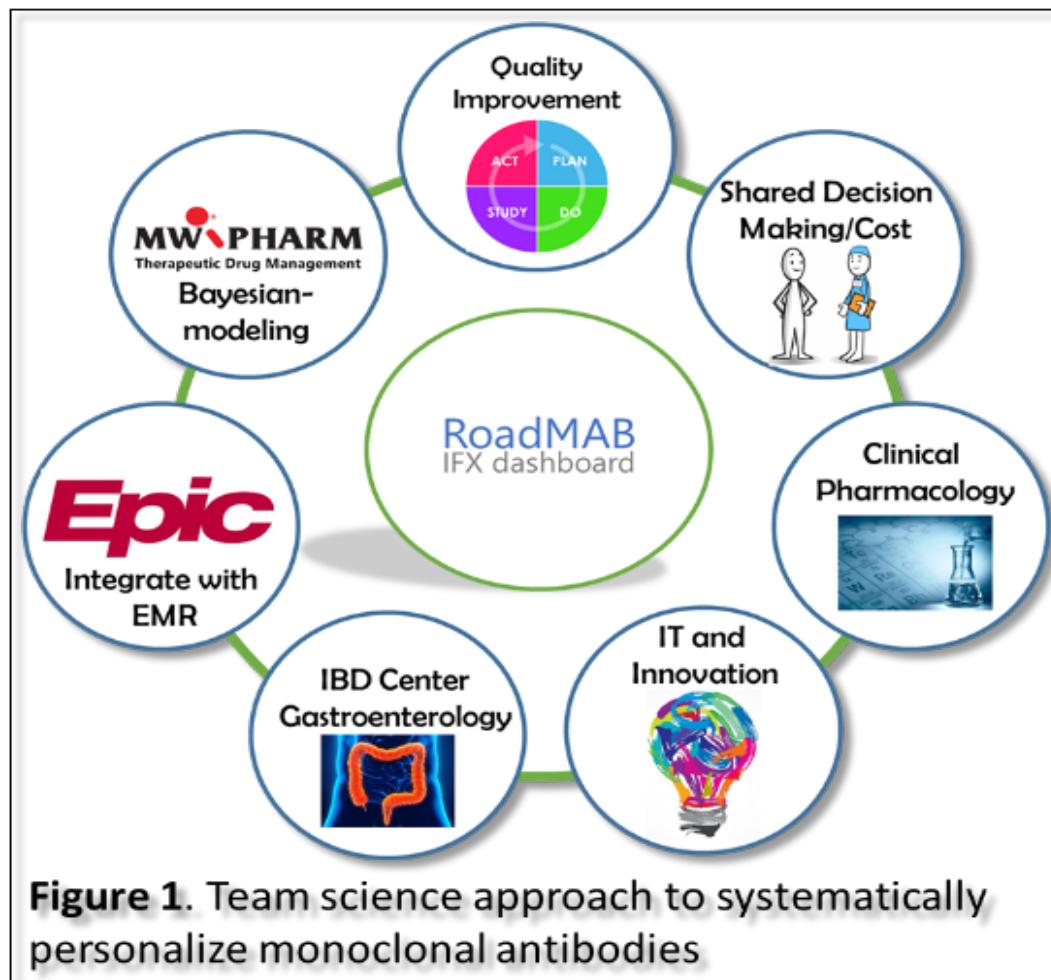 Quality
Improvement
ACT
PLAN
STUDY
DO
Shared Decision
Making/Cost
Clinical
Pharmacology
IT and
Innovation
IBD Center
Gastroenterology
Epic
Integrate with
EMR
MW PHARM
Therapeutic Drug Management
Bayesian-
modeling
RoadMAB
IFX dashboard
Figure 1. Team science approach to systematically
personalize monoclonal antibodies